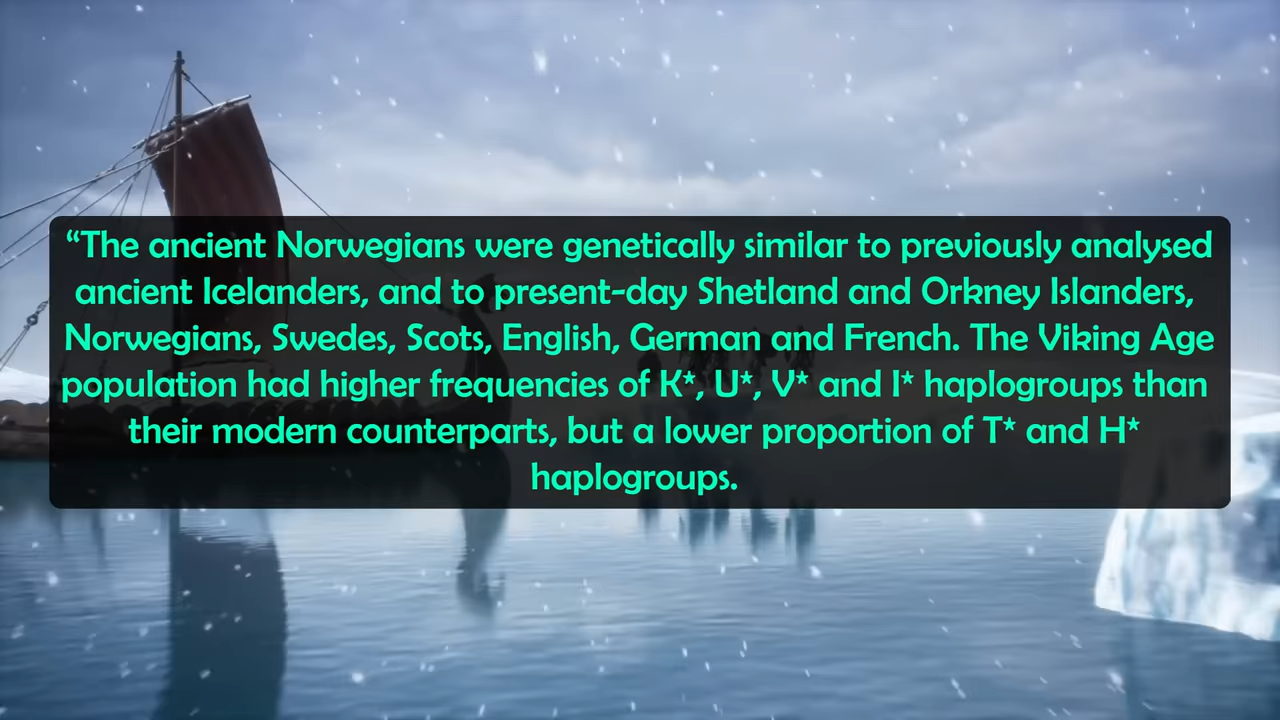 “The ancient Norwegians were genetically similar to previously analysed
ancient Icelanders, and to present-day Shetland and Orkney Islanders,
Norwegians, Swedes, Scots, English, German and French. The Viking Age
population had higher frequencies of K*, U*, V* and I* haplogroups than
their modern counterparts, but a lower proportion of T* and H*
haplogroups.